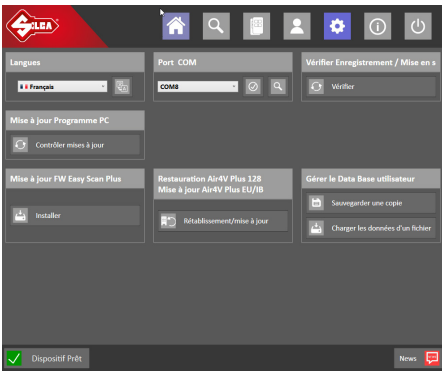 SILCA
Langues
Port COM
Vérifier Enregistrement / Mise en s
Français
COM8
Vérifier
Mise à jour Programme PC
Contrôler mises à jour
Mise à jour FW Easy Scan Plus
Restauration Air4V Plus 128
Mise à jour Air4V Plus EU/IB
Gérer le Data Base utilisateur
Installer
Rétablissement/mise à jour
Sauvegarder une copie
Charger les données d'un fichier
Dispositif Prêt
News